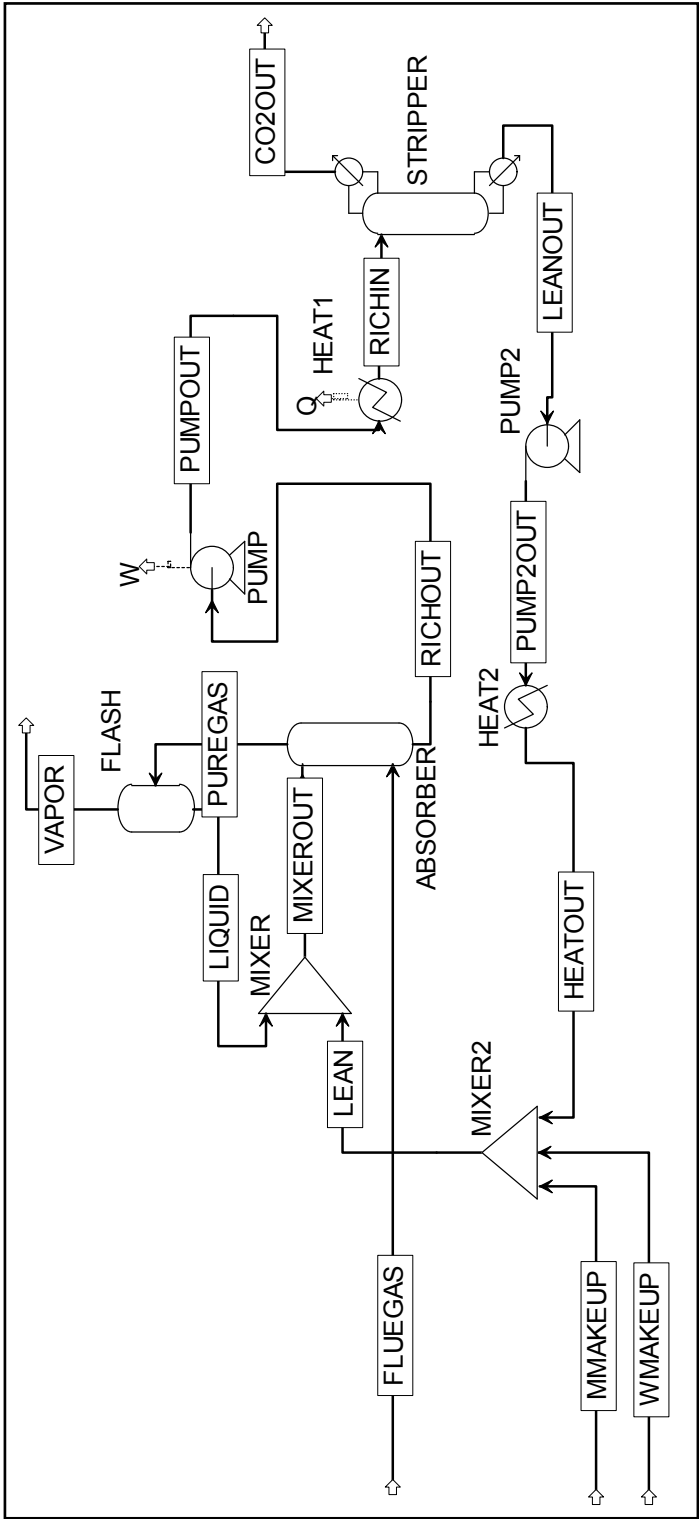 VAPOR
FLASH
PUREGAS
LIQUID
MIXER
MIXEROUT
LEAN
ABSORBER
FLUEGAS
RICHOUT
W
PUMP
PUMPOUT
Q
HEAT1
RICHIN
CO2OUT
STRIPPER
LEANOUT
PUMP2
PUMP2OUT
HEAT2
HEATOUT
MIXER2
MMAKEUP
WMAKEUP